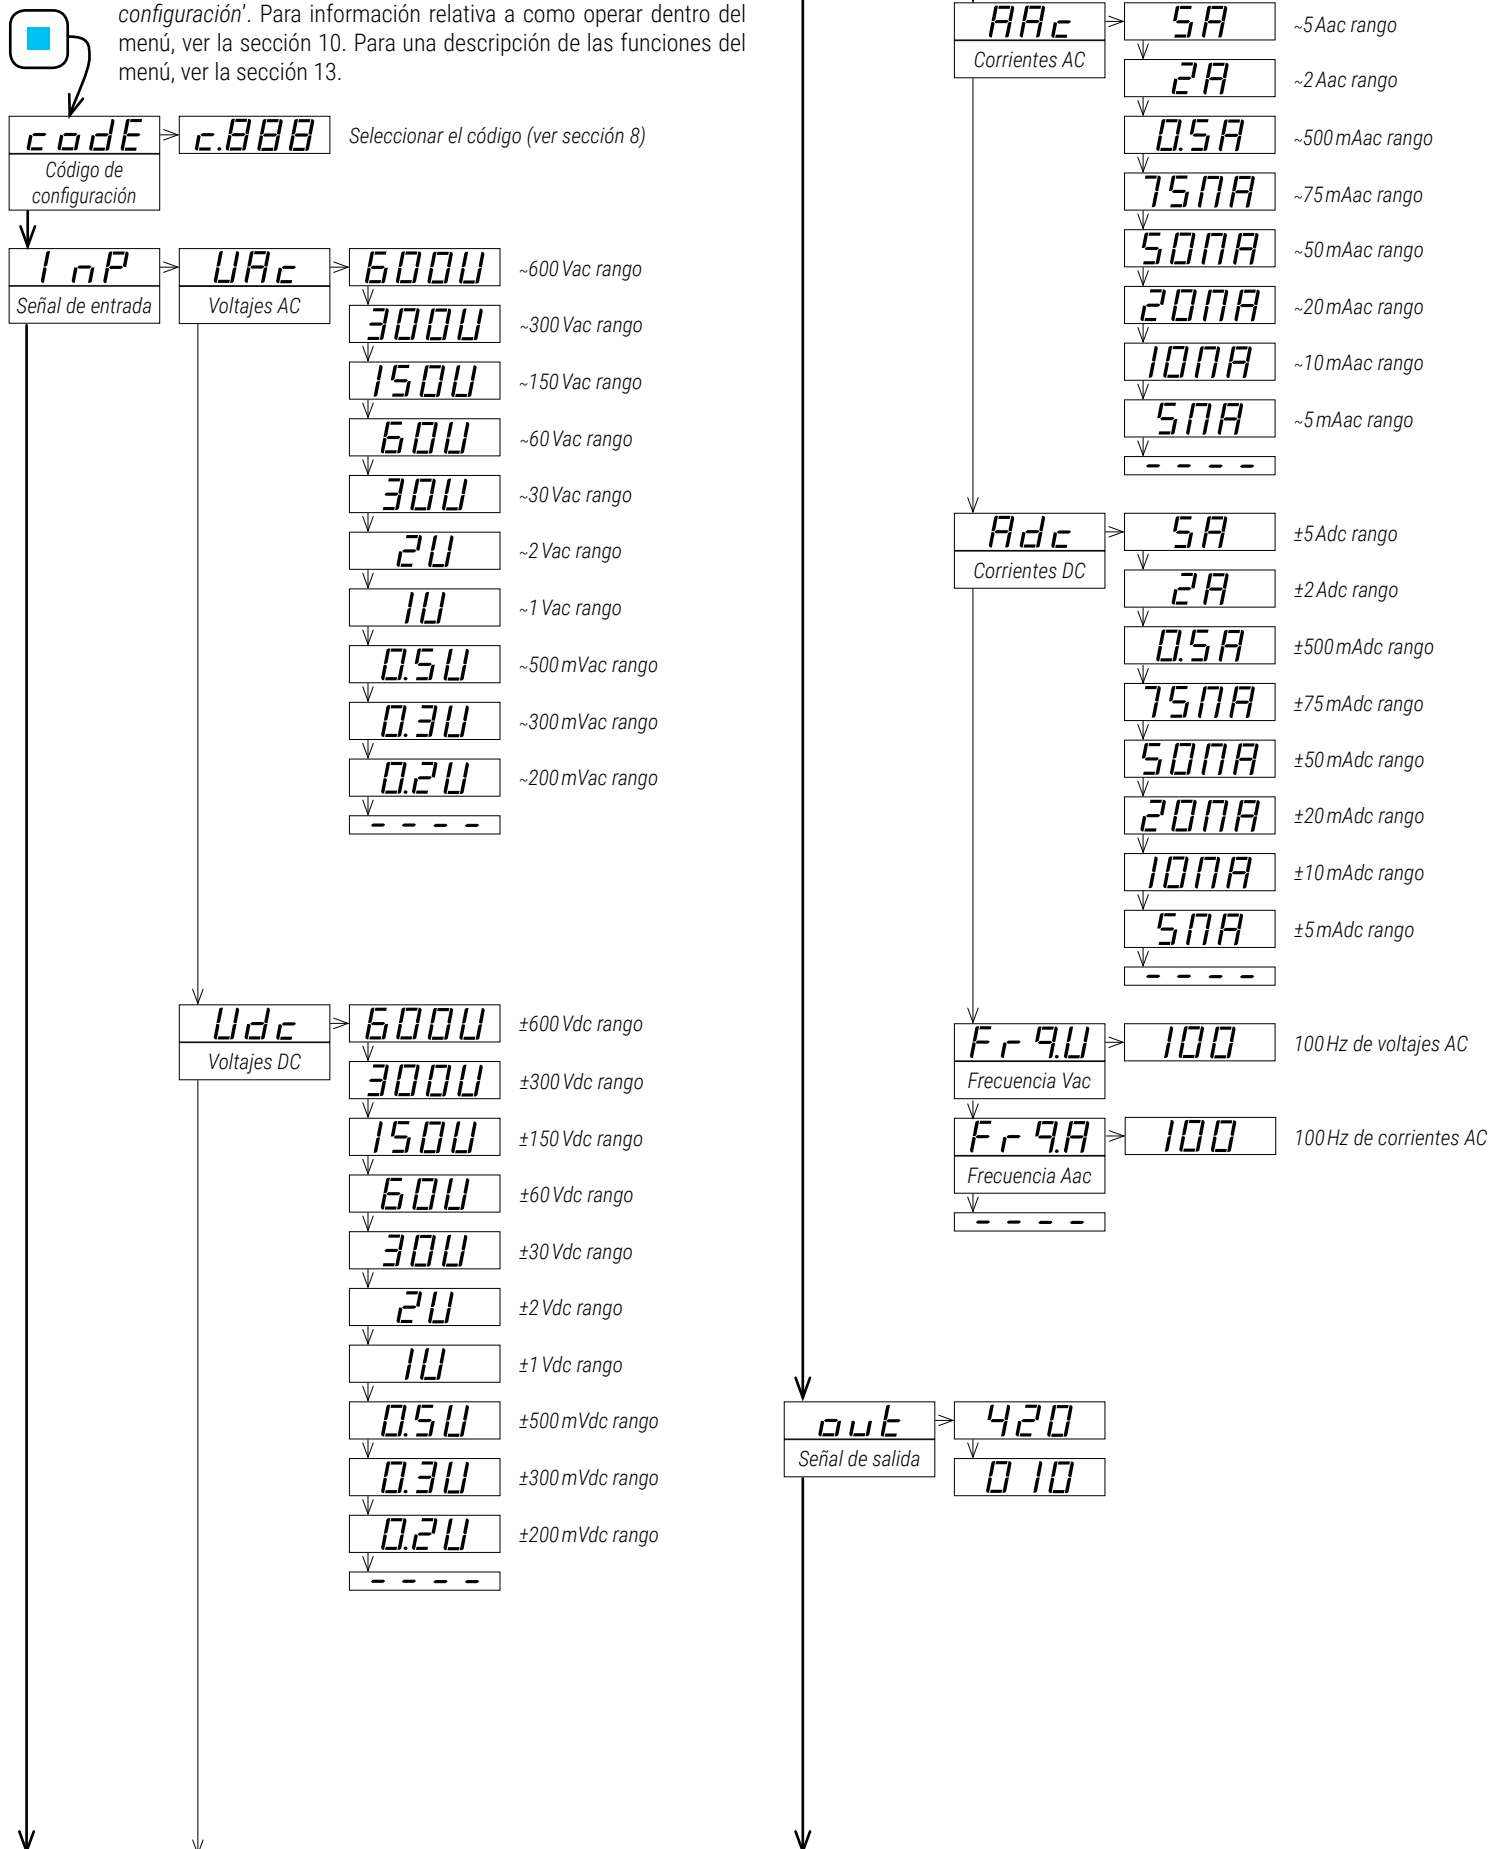 configuración'. Para información relativa a como operar dentro del
menú, ver la sección 10. Para una descripción de las funciones del
menú, ver la sección 13.
codE c.888 Seleccionar el código (ver sección 8)
Código de
configuración
InP UAc 600U ~600 Vac rango
Señal de entrada Voltajes AC
300U ~300 Vac rango
150U ~150 Vac rango
60U ~60 Vac rango
30U ~30 Vac rango
2U ~2 Vac rango
1U ~1 Vac rango
0.5U ~500 mVac rango
0.3U ~300 mVac rango
0.2U ~200 mVac rango
- - - -
Udc 600U ±600 Vdc rango
Voltajes DC
300U ±300 Vdc rango
150U ±150 Vdc rango
60U ±60 Vdc rango
30U ±30 Vdc rango
2U ±2 Vdc rango
1U ±1 Vdc rango
0.5U ±500 mVdc rango
0.3U ±300 mVdc rango
0.2U ±200 mVdc rango
- - - -
AAc 5A ~5 Aac rango
Corrientes AC
2A ~2 Aac rango
0.5A ~500 mAac rango
75MA ~75 mAac rango
50MA ~50 mAac rango
20MA ~20 mAac rango
10MA ~10 mAac rango
5MA ~5 mAac rango
- - - -
Adc 5A ±5 Adc rango
Corrientes DC
2A ±2 Adc rango
0.5A ±500 mAdc rango
75MA ±75 mAdc rango
50MA ±50 mAdc rango
20MA ±20 mAdc rango
10MA ±10 mAdc rango
5MA ±5 mAdc rango
- - - -
Frq.U 100 100 Hz de voltajes AC
Frecuencia Vac
Frq.A 100 100 Hz de corrientes AC
Frecuencia Aac
- - - -
out 420
Señal de salida
010